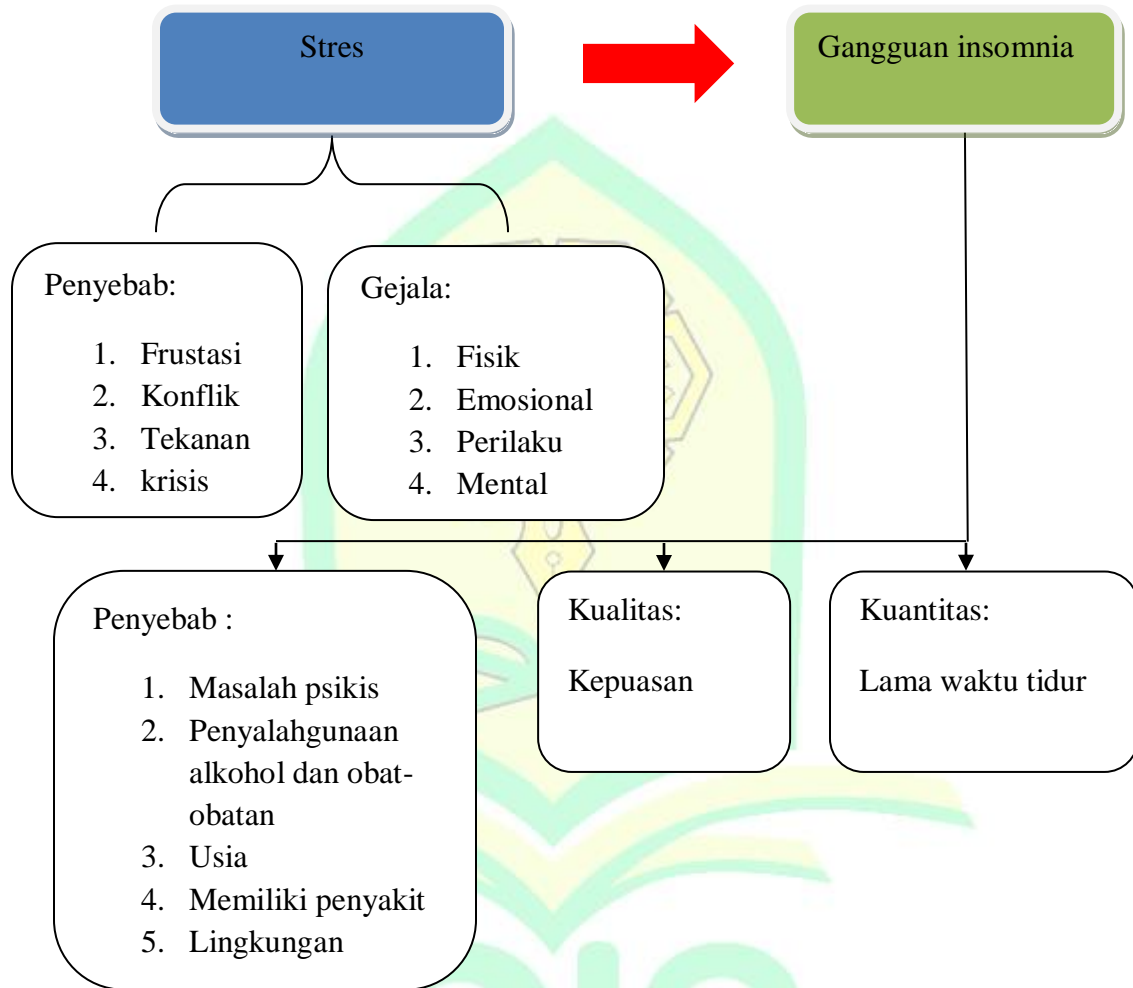 Stres
Gangguan insomnia
Penyebab:
1. Frustasi
2. Konflik
3. Tekanan
4. krisis
Gejala:
1. Fisik
2. Emosional
3. Perilaku
4. Mental
Penyebab :
1. Masalah psikis
2. Penyalahgunaan
alkohol dan obat-
obatan
3. Usia
4. Memiliki penyakit
5. Lingkungan
Kualitas:
Kepuasan
Kuantitas:
Lama waktu tidur